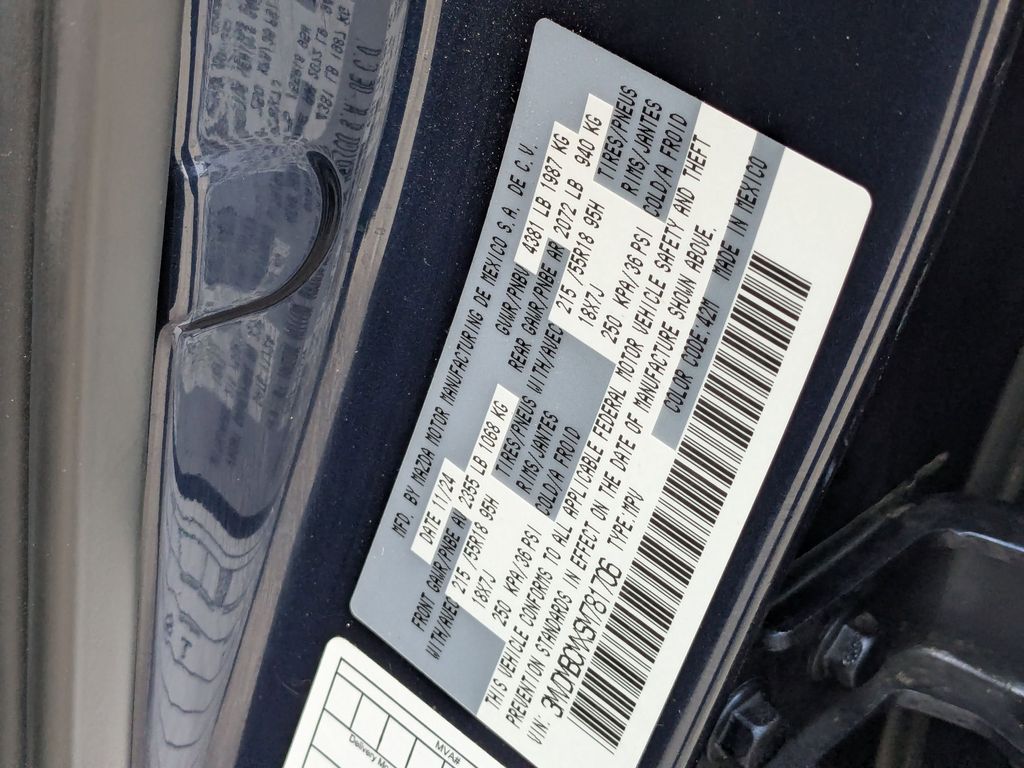 MFD. BY MAZDA MOTOR MANUFACTURING DE MEXICO S.A. DE C.V.
DATE 1/24 GVWR/PNBV 4381 LB 1987 KG
FRONT GAWR/PNBE AV 2355 LB 1068 KG REAR GAWR/PNBE AR 2072 LB 940 KG
WITH/AVEC 215 /55R18 95H TIRES/PNEUS WITH/AVEC 215 /55R18 95H TIRES/PNEUS
18X7J RIMS/JANTES 18X7J RIMS/JANTES
250 KPA/36 PSI COLD/A FROID 250 KPA/36 PSI COLD/A FROID
THIS VEHICLE CONFORMS TO ALL APPLICABLE FEDERAL MOTOR VEHICLE SAFETY AND THEFT
PREVENTION STANDARDS IN EFFECT ON THE DATE OF MANUFACTURE SHOWN ABOVE.
VIN: 3MVDMBDMXSM781706 TYPE:MPV COLOR CODE:42M MADE IN MEXICO
MVA#